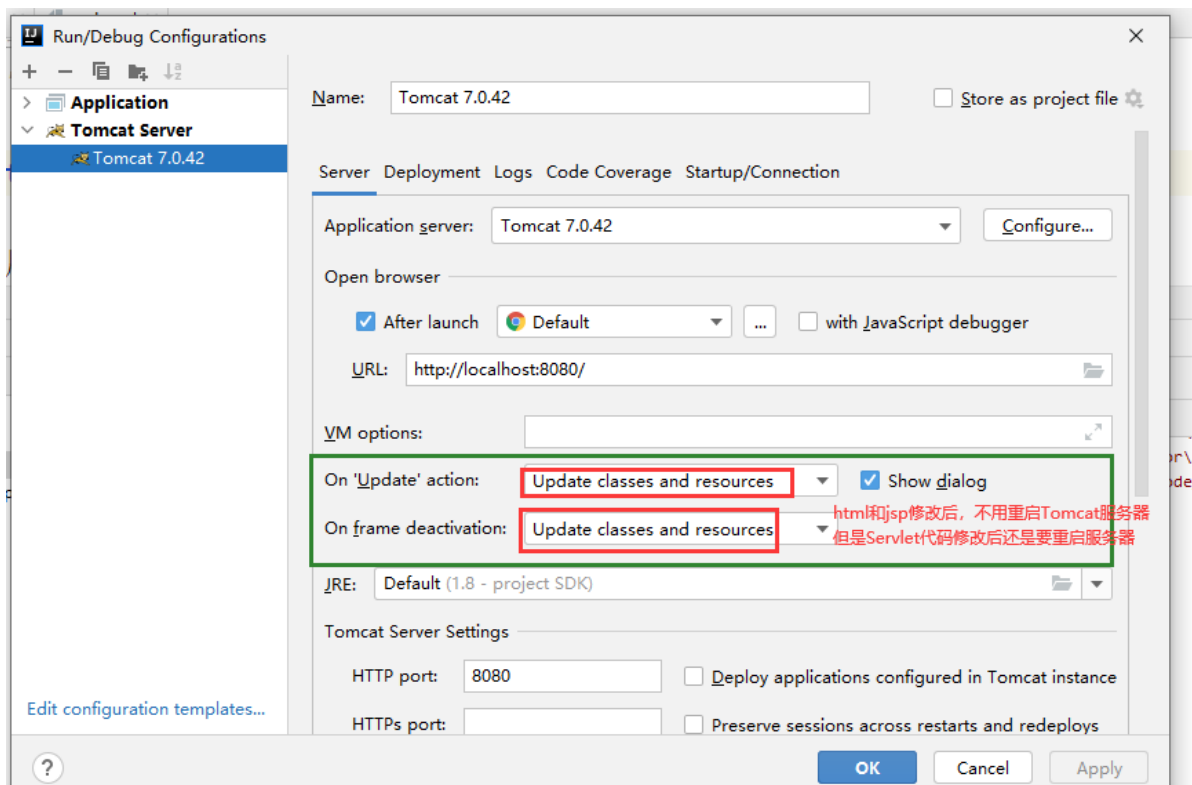 Run/Debug Configurations
Application
Tomcat Server
Tomcat 7.0.42
Edit configuration templates...
Name: Tomcat 7.0.42
Store as project file
Server Deployment Logs Code Coverage Startup/Connection
Application server: Tomcat 7.0.42 Configure...
Open browser
After launch Default ... with JavaScript debugger
URL: http://localhost:8080/
VM options:
On 'Update' action: Update classes and resources Show dialog
html和jsp修改后，不用重启Tomcat服务器
On frame deactivation: Update classes and resources
但是Servlet代码修改后还是要重启服务器
JRE: Default (1.8 - project SDK)
Tomcat Server Settings
HTTP port: 8080 Deploy applications configured in Tomcat instance
HTTPs port: Preserve sessions across restarts and redeploys
? OK Cancel Apply